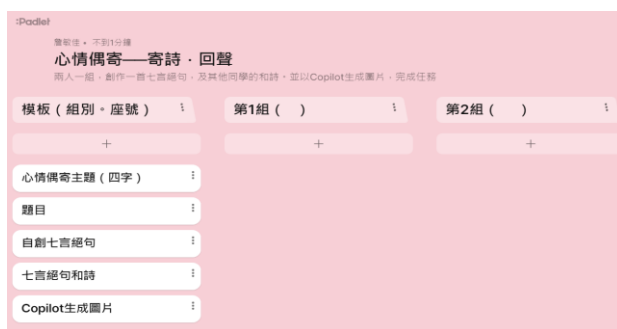 :Padlet
詹敏佳 • 不到1分鐘
心情偶寄——寄詩．回聲
兩人一組，創作一首七言絕句，及其他同學的和詩。並以Copilot生成圖片，完成任務
模板（組別。座號）
第1組（ ）
第2組（ ）
+
+
+
心情偶寄主題（四字）
題目
自創七言絕句
七言絕句和詩
Copilot生成圖片